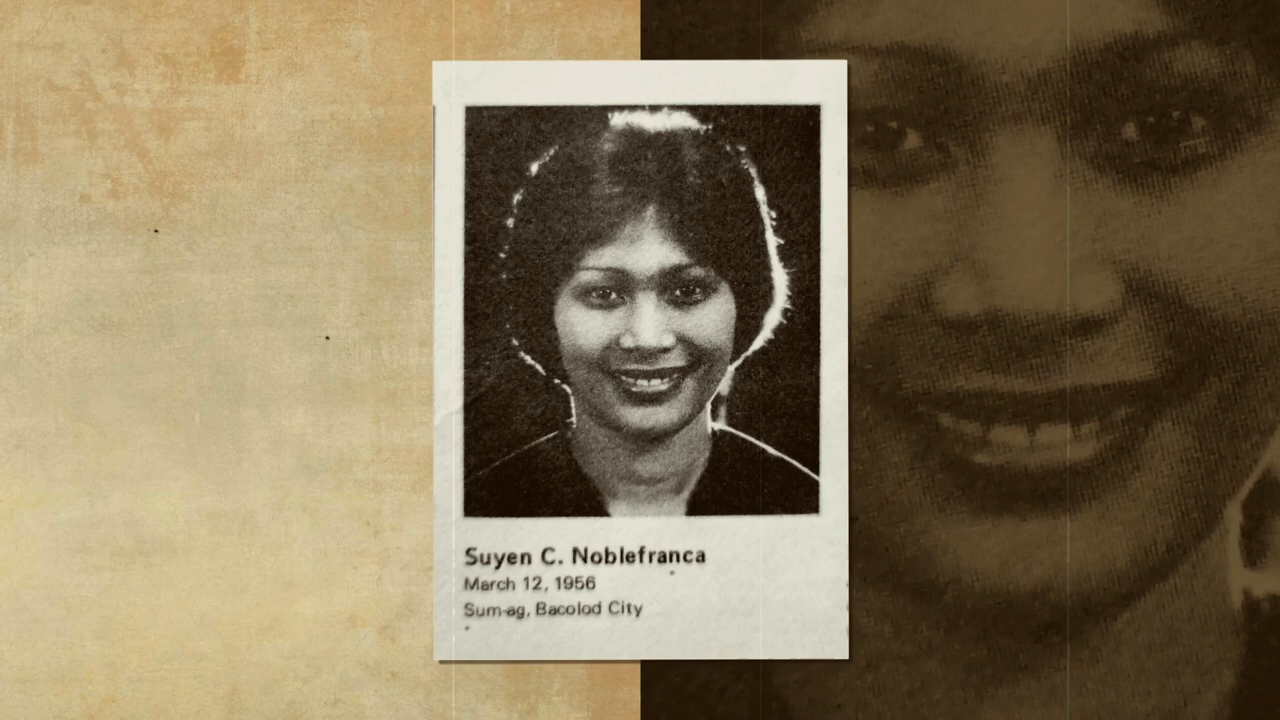 Suyen C. Noblefranca
March 12, 1956
Sum-ag, Bacolod City